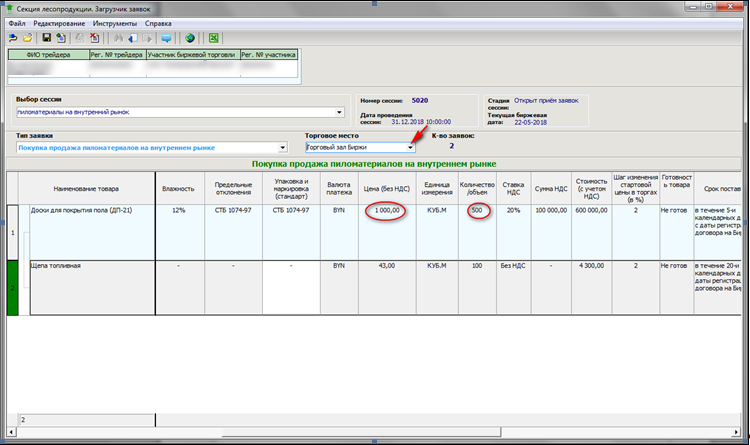 Секция лесопродукции. Загрузчик заявок
Файл Редактирование Инструменты Справка
ФИО трейдера Рег. № трейдера Участник биржевой торговли Рег. № участника
Выбор сессии
пиломатериалы на внутренний рынок
Номер сессии: 5020
Дата проведения
сессии: 31.12.2018 10:00:00
Стадия Открыт приём заявок
сессии:
Текущая биржевая
дата: 22-05-2018
Тип заявки
Покупка продажа пиломатериалов на внутреннем рынке
Торговое место
Торговый зал Биржи
К-во заявок:
2
Покупка продажа пиломатериалов на внутреннем рынке
Наименование товара Влажность Предельные отклонения Упаковка и маркировка (стандарт) Валюта платежа Цена (без НДС) Единица измерения Количество /объем Ставка НДС Сумма НДС Стоимость (с учетом НДС) Шаг изменения стартовой цены в торгах (в %) Готовност ь товара Срок постав
1 Доски для покрытия пола (ДП-21) 12% СТБ 1074-97 СТБ 1074-97 BYN 1 000,00 КУБ.М 500 20% 100 000,00 600 000,00 2 Не готов в течение 5-и
календарных д
с даты регистр
договора на Би
2 Щепа топливная - - - BYN 43,00 КУБ.М 100 Без НДС - 4 300,00 2 Не готов в течение 20-и
календарных д
даты регистрац
договора на Бир
2